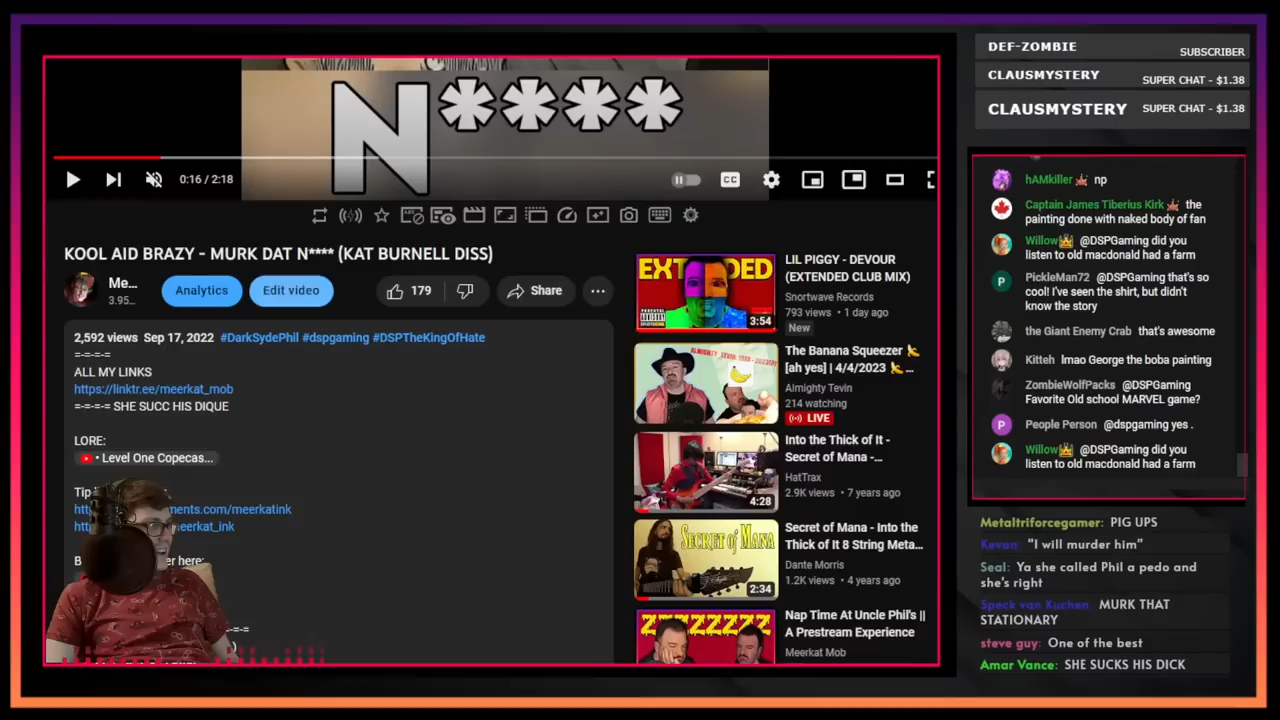 N****
0:16 / 2:18
CC
KOOL AID BRAZY - MURK DAT N**** (KAT BURNELL DISS)
Me...
3.95...
Analytics
Edit video
179
Share
2,592 views Sep 17, 2022 #DarkSydePhil #dspgaming #DSPTheKingOfHate
=-=-=-=
ALL MY LINKS
https://linktr.ee/meerkat_mob
=-=-=-= SHE SUCC HIS DIQUE
LORE:
• Level One Copecas...
Tip
ments.com/meerkatink
eerkat_ink
B
r here:
-=-=
EXTENDED
3:54
LIL PIGGY - DEVOUR
(EXTENDED CLUB MIX)
Snortwave Records
793 views • 1 day ago
New
The Banana Squeezer 🍌
[ah yes] | 4/4/2023 🍌...
Almighty Tevin
214 watching
LIVE
4:28
Into the Thick of It -
Secret of Mana -...
HatTrax
2.9K views • 7 years ago
SECRET OF MANA
2:34
Secret of Mana - Into the
Thick of It 8 String Meta...
Dante Morris
1.2K views • 4 years ago
ZZZZZZZ
Nap Time At Uncle Phil's ||
A Prestream Experience
Meerkat Mob
DEF-ZOMBIE SUBSCRIBER
CLAUSMYSTERY SUPER CHAT - $1.38
CLAUSMYSTERY SUPER CHAT - $1.38
hAMkiller np
Captain James Tiberius Kirk the
painting done with naked body of fan
Willow @DSPGaming did you
listen to old macdonald had a farm
PickleMan72 @DSPGaming that's so
cool! I've seen the shirt, but didn't
know the story
the Giant Enemy Crab that's awesome
Kitteh lmao George the boba painting
ZombieWolfPacks @DSPGaming
Favorite Old school MARVEL game?
People Person @dspgaming yes .
Willow @DSPGaming did you
listen to old macdonald had a farm
Metaltriforcegamer: PIG UPS
Kevan: "I will murder him"
Seal: Ya she called Phil a pedo and
she's right
Speck van Kuchen MURK THAT
STATIONARY
steve guy: One of the best
Amar Vance: SHE SUCKS HIS DICK